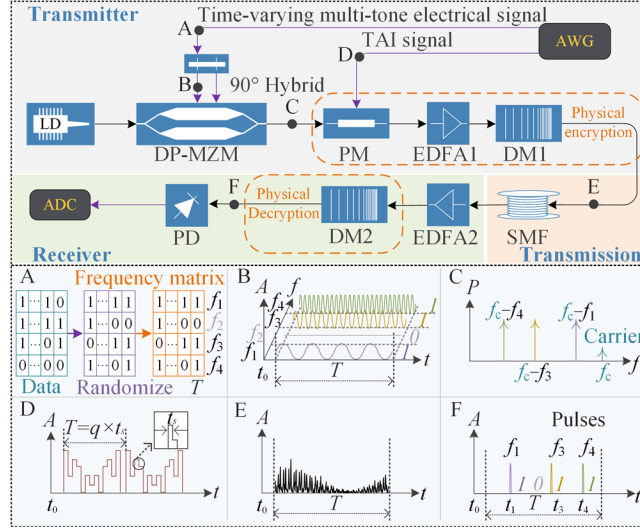 Transmitter
Time-varying multi-tone electrical signal
A
TAI signal
AWG
D
B
90° Hybrid
C
LD
DP-MZM
PM
EDFA1
DM1
Physical
encryption
F
E
ADC
PD
Physical
Decryption
DM2
EDFA2
SMF
Receiver
Transmission
A
Frequency matrix
1 ··· 1 0
1 ··· 1 1
1 ··· 0 1
0 ··· 0 0
1 ··· 1 1
1 ··· 0 0
0 ··· 1 1
1 ··· 0 1
1 ··· 1 1
1 ··· 0 0
0 ··· 1 1
1 ··· 0 1
f1
f2
f3
f4
Data
Randomize
T
B
A
f
f4
f3
f2
f1
1
1
0
1
t0
T
t
C
P
fc-f4
fc-f1
fc-f3
Carrier
fc
f
D
A
T=q×ts
ts
t0
t
E
A
T
t0
t
F
A
Pulses
f1
f3
f4
1
0
1
1
t0
t1
T
t3
t4
t